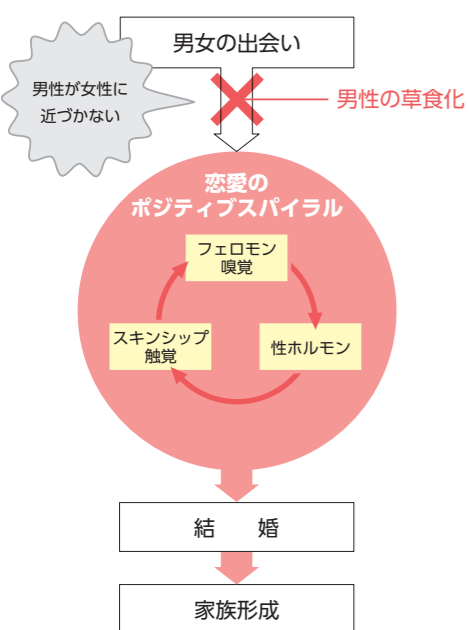 男女の出会い
男性が女性に
近づかない
男性の草食化
恋愛の
ポジティブスパイラル
フェロモン
嗅覚
スキンシップ
触覚
性ホルモン
結　婚
家族形成